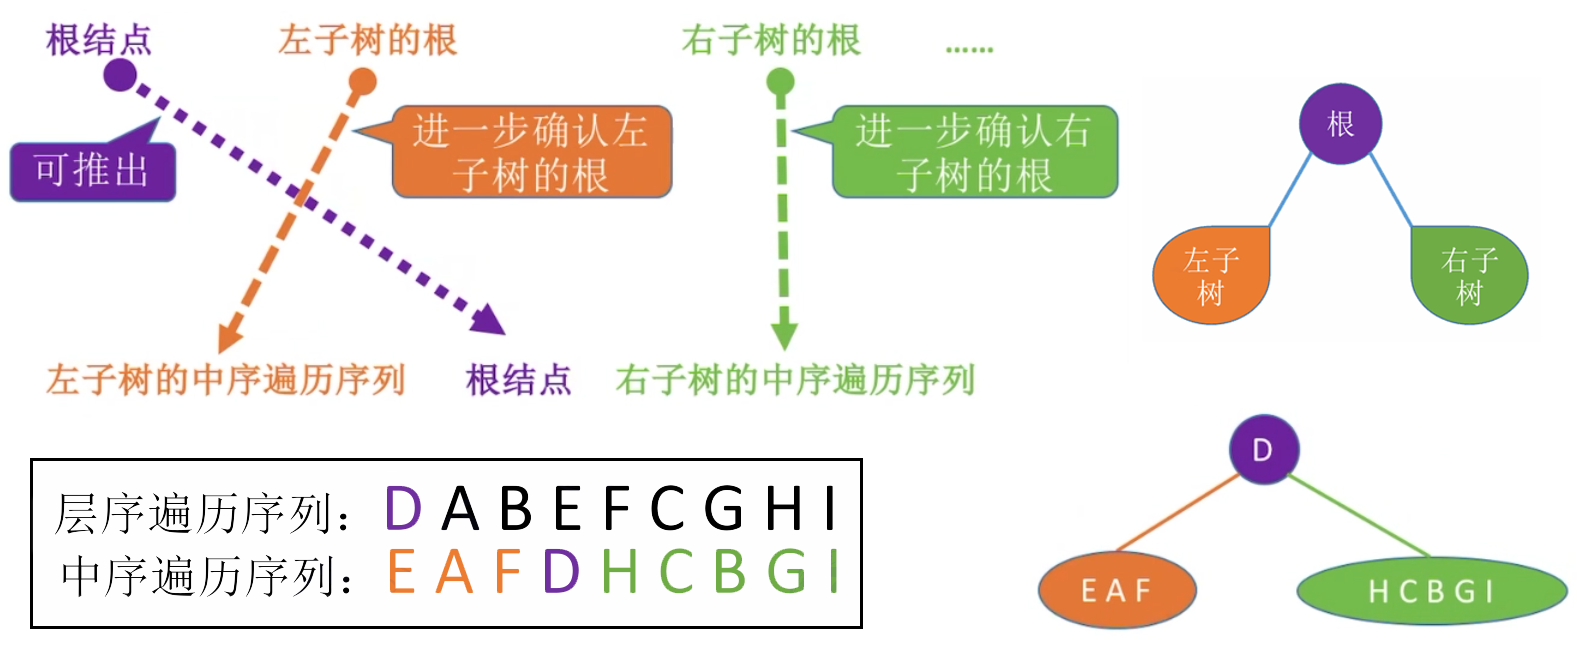 根结点
左子树的根
右子树的根
……
可推出
进一步确认左
子树的根
进一步确认右
子树的根
根
左子
树
右子
树
左子树的中序遍历序列
根结点
右子树的中序遍历序列
层序遍历序列：D A B E F C G H I
中序遍历序列：E A F D H C B G I
D
E A F
H C B G I